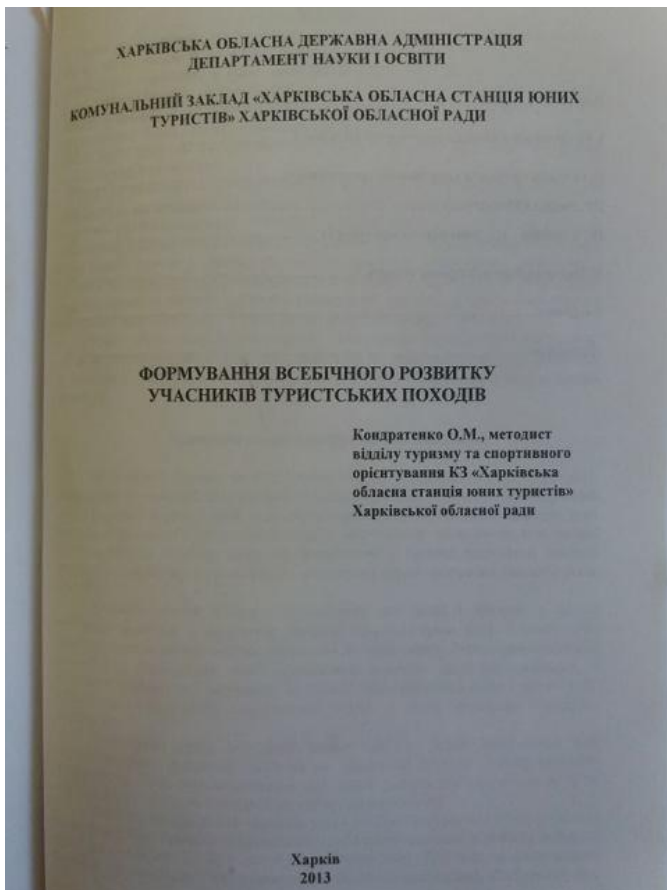 ХАРКІВСЬКА ОБЛАСНА ДЕРЖАВНА АДМІНІСТРАЦІЯ
ДЕПАРТАМЕНТ НАУКИ І ОСВІТИ
КОМУНАЛЬНИЙ ЗАКЛАД «ХАРКІВСЬКА ОБЛАСНА СТАНЦІЯ ЮНИХ
ТУРИСТІВ» ХАРКІВСЬКОЇ ОБЛАСНОЇ РАДИ
ФОРМУВАННЯ ВСЕБІЧНОГО РОЗВИТКУ
УЧАСНИКІВ ТУРИСТСЬКИХ ПОХОДІВ
Кондратенко О.М., методист
відділу туризму та спортивного
орієнтування КЗ «Харківська
обласна станція юних туристів»
Харківської обласної ради
Харків
2013